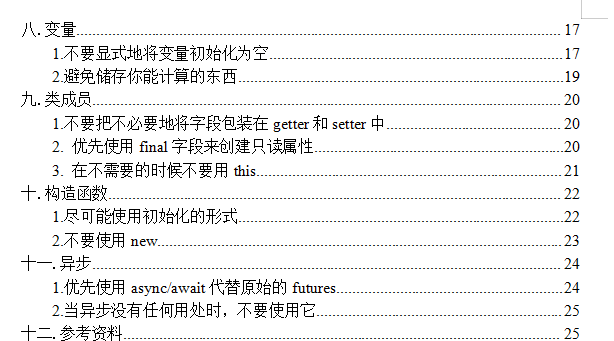 八. 变量 17
1.不要显式地将变量初始化为空 17
2.避免储存你能计算的东西 19
九. 类成员 20
1.不要把不必要地将字段包装在 getter 和 setter 中 20
2. 优先使用 final 字段来创建只读属性 20
3. 在不需要的时候不要用 this 21
十. 构造函数 22
1.尽可能使用初始化的形式 22
2.不要使用 new 23
十一. 异步 24
1.优先使用 async/await 代替原始的 futures 24
2.当异步没有任何用处时，不要使用它 25
十二. 参考资料 25